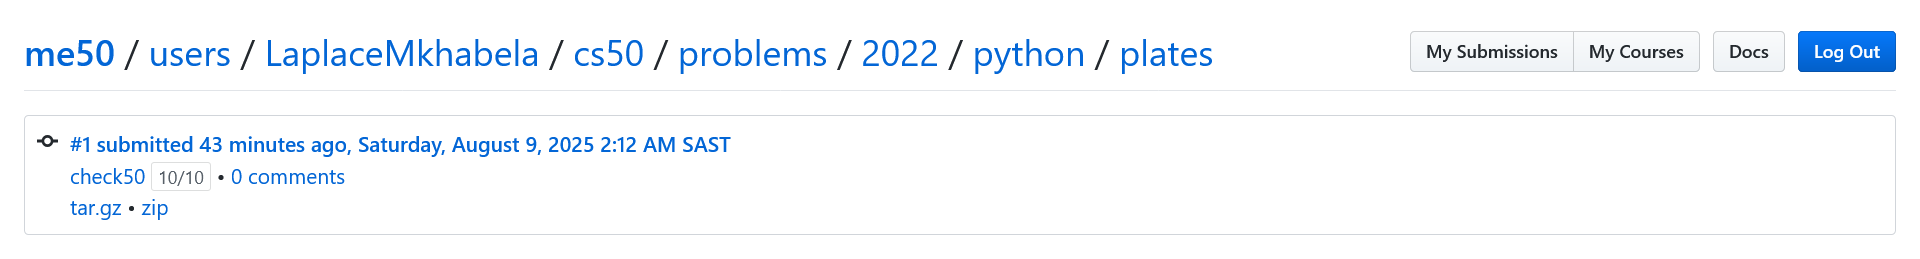 me50 / users / LaplaceMkhabela / cs50 / problems / 2022 / python / plates
My Submissions My Courses Docs Log Out
#1 submitted 43 minutes ago, Saturday, August 9, 2025 2:12 AM SAST
check50 10/10 • 0 comments
tar.gz • zip